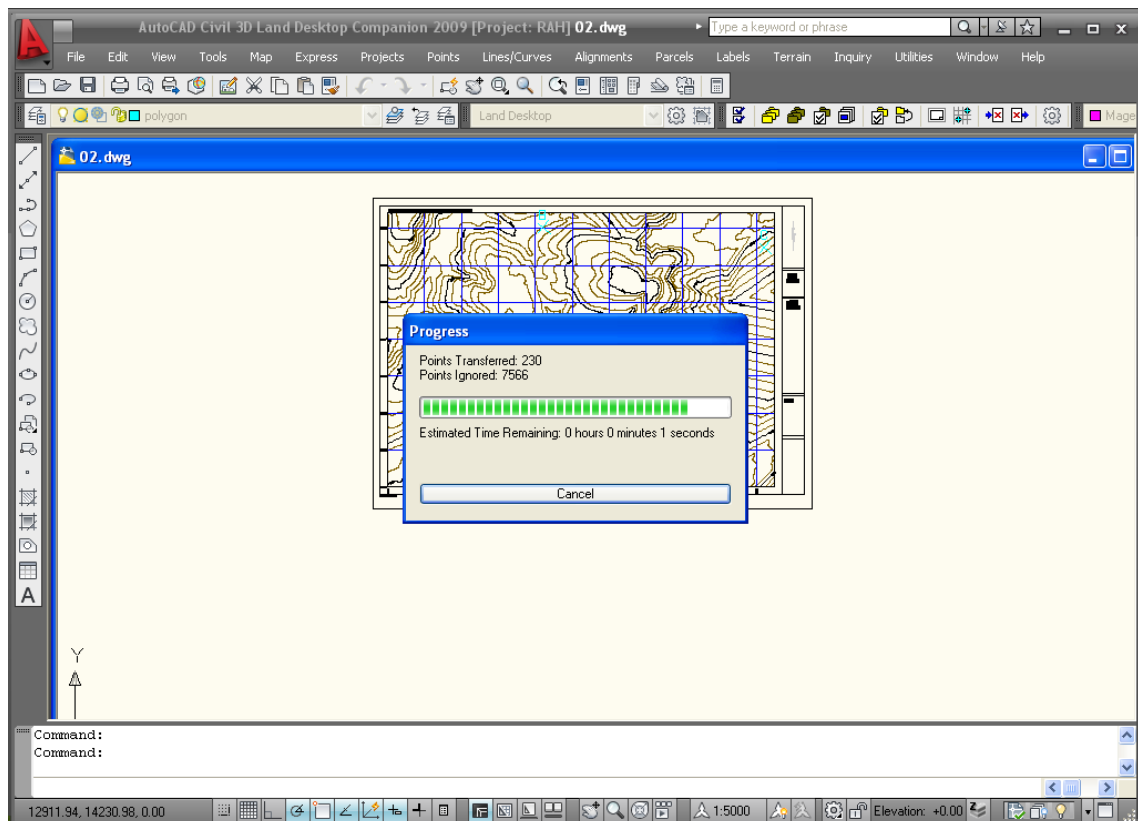 AutoCAD Civil 3D Land Desktop Companion 2009 [Project: RAH] 02.dwg
Type a keyword or phrase
File Edit View Tools Map Express Projects Points Lines/Curves Alignments Parcels Labels Terrain Inquiry Utilities Window Help
polygon Land Desktop Mage
02.dwg
Progress
Points Transferred: 230
Points Ignored: 7566
Estimated Time Remaining: 0 hours 0 minutes 1 seconds
Cancel
A
Y
Command:
Command:
12911.94, 14230.98, 0.00 1:5000 Elevation: +0.00